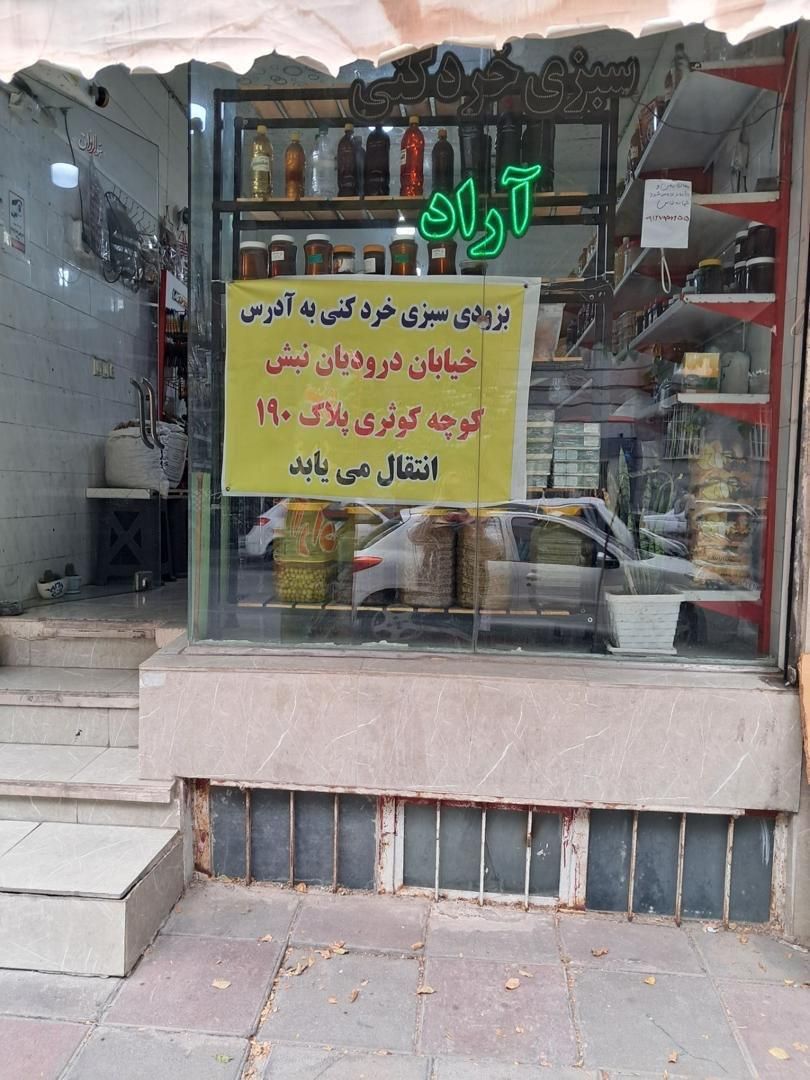 سبزی خُرد کنی
آراد
بزودی سبزی خرد کنی به آدرس
خیابان درودیان نبش
کوچه کوثری پلاک ۱۹۰
انتقال می یابد